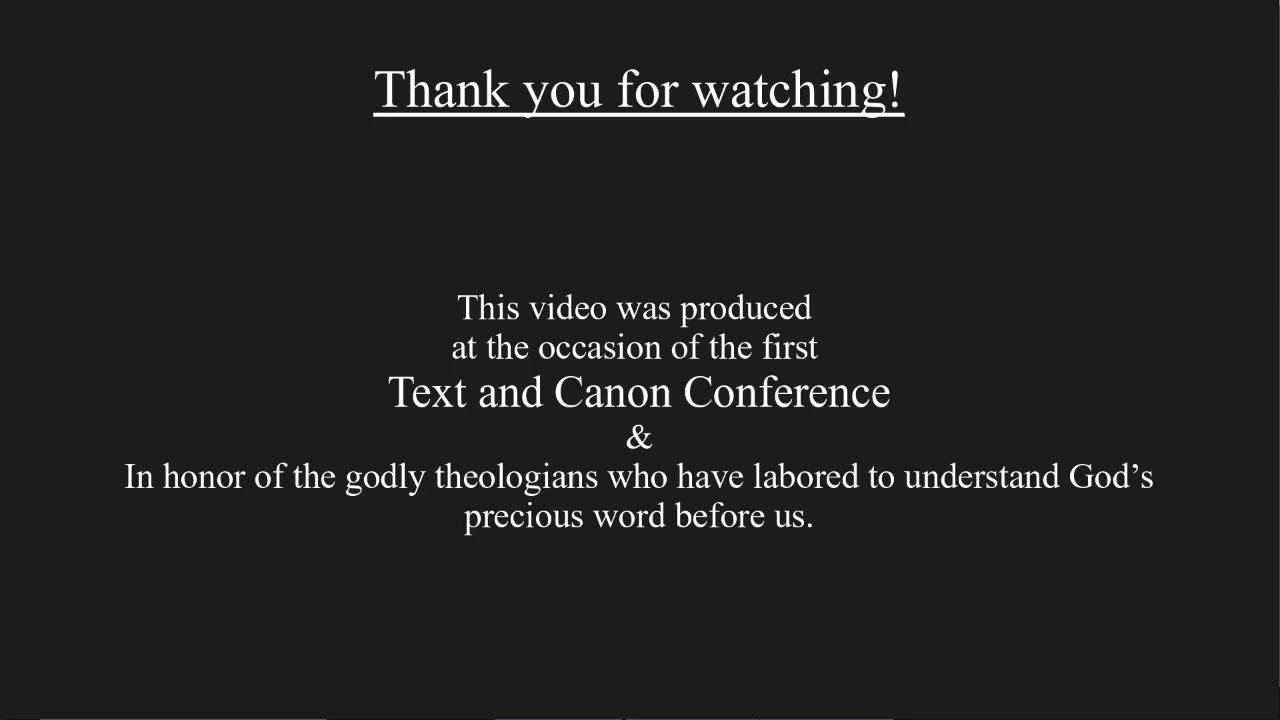 Thank you for watching!
This video was produced
at the occasion of the first
Text and Canon Conference
&
In honor of the godly theologians who have labored to understand God’s
precious word before us.